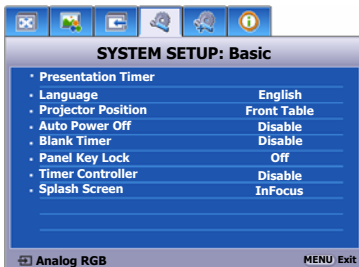 SYSTEM SETUP: Basic
Presentation Timer
Language English
Projector Position Front Table
Auto Power Off Disable
Blank Timer Disable
Panel Key Lock Off
Timer Controller Disable
Splash Screen InFocus
Analog RGB MENU Exit